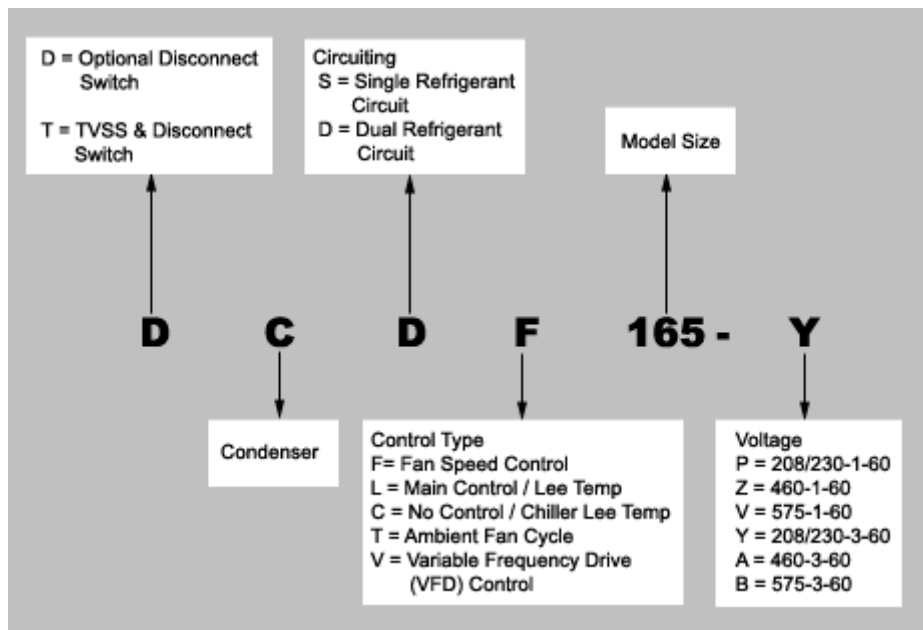 D = Optional Disconnect
Switch
T = TVSS & Disconnect
Switch
Circuiting
S = Single Refrigerant
Circuit
D = Dual Refrigerant
Circuit
Model Size
D C D F 165 - Y
Condenser
Control Type
F= Fan Speed Control
L = Main Control / Lee Temp
C = No Control / Chiller Lee Temp
T = Ambient Fan Cycle
V = Variable Frequency Drive
(VFD) Control
Voltage
P = 208/230-1-60
Z = 460-1-60
V = 575-1-60
Y = 208/230-3-60
A = 460-3-60
B = 575-3-60